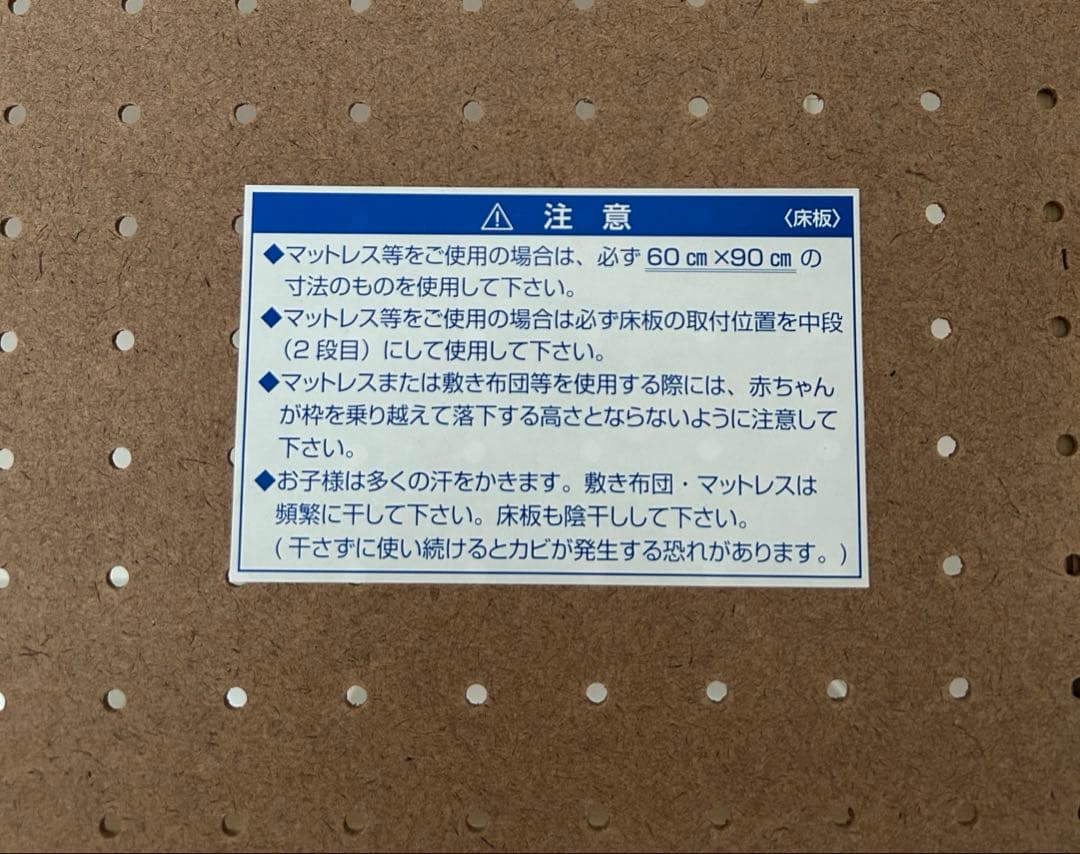 ⚠ 注意 〈床板〉
◆マットレス等をご使用の場合は、必ず60㎝×90㎝の
寸法のものを使用して下さい。
◆マットレス等をご使用の場合は必ず床板の取付位置を中段
(2段目)にして使用して下さい。
◆マットレスまたは敷き布団等を使用する際には、赤ちゃん
が枠を乗り越えて落下する高さとならないように注意して
下さい。
◆お子様は多くの汗をかきます。敷き布団・マットレスは
頻繁に干して下さい。床板も陰干しして下さい。
(干さずに使い続けるとカビが発生する恐れがあります。)